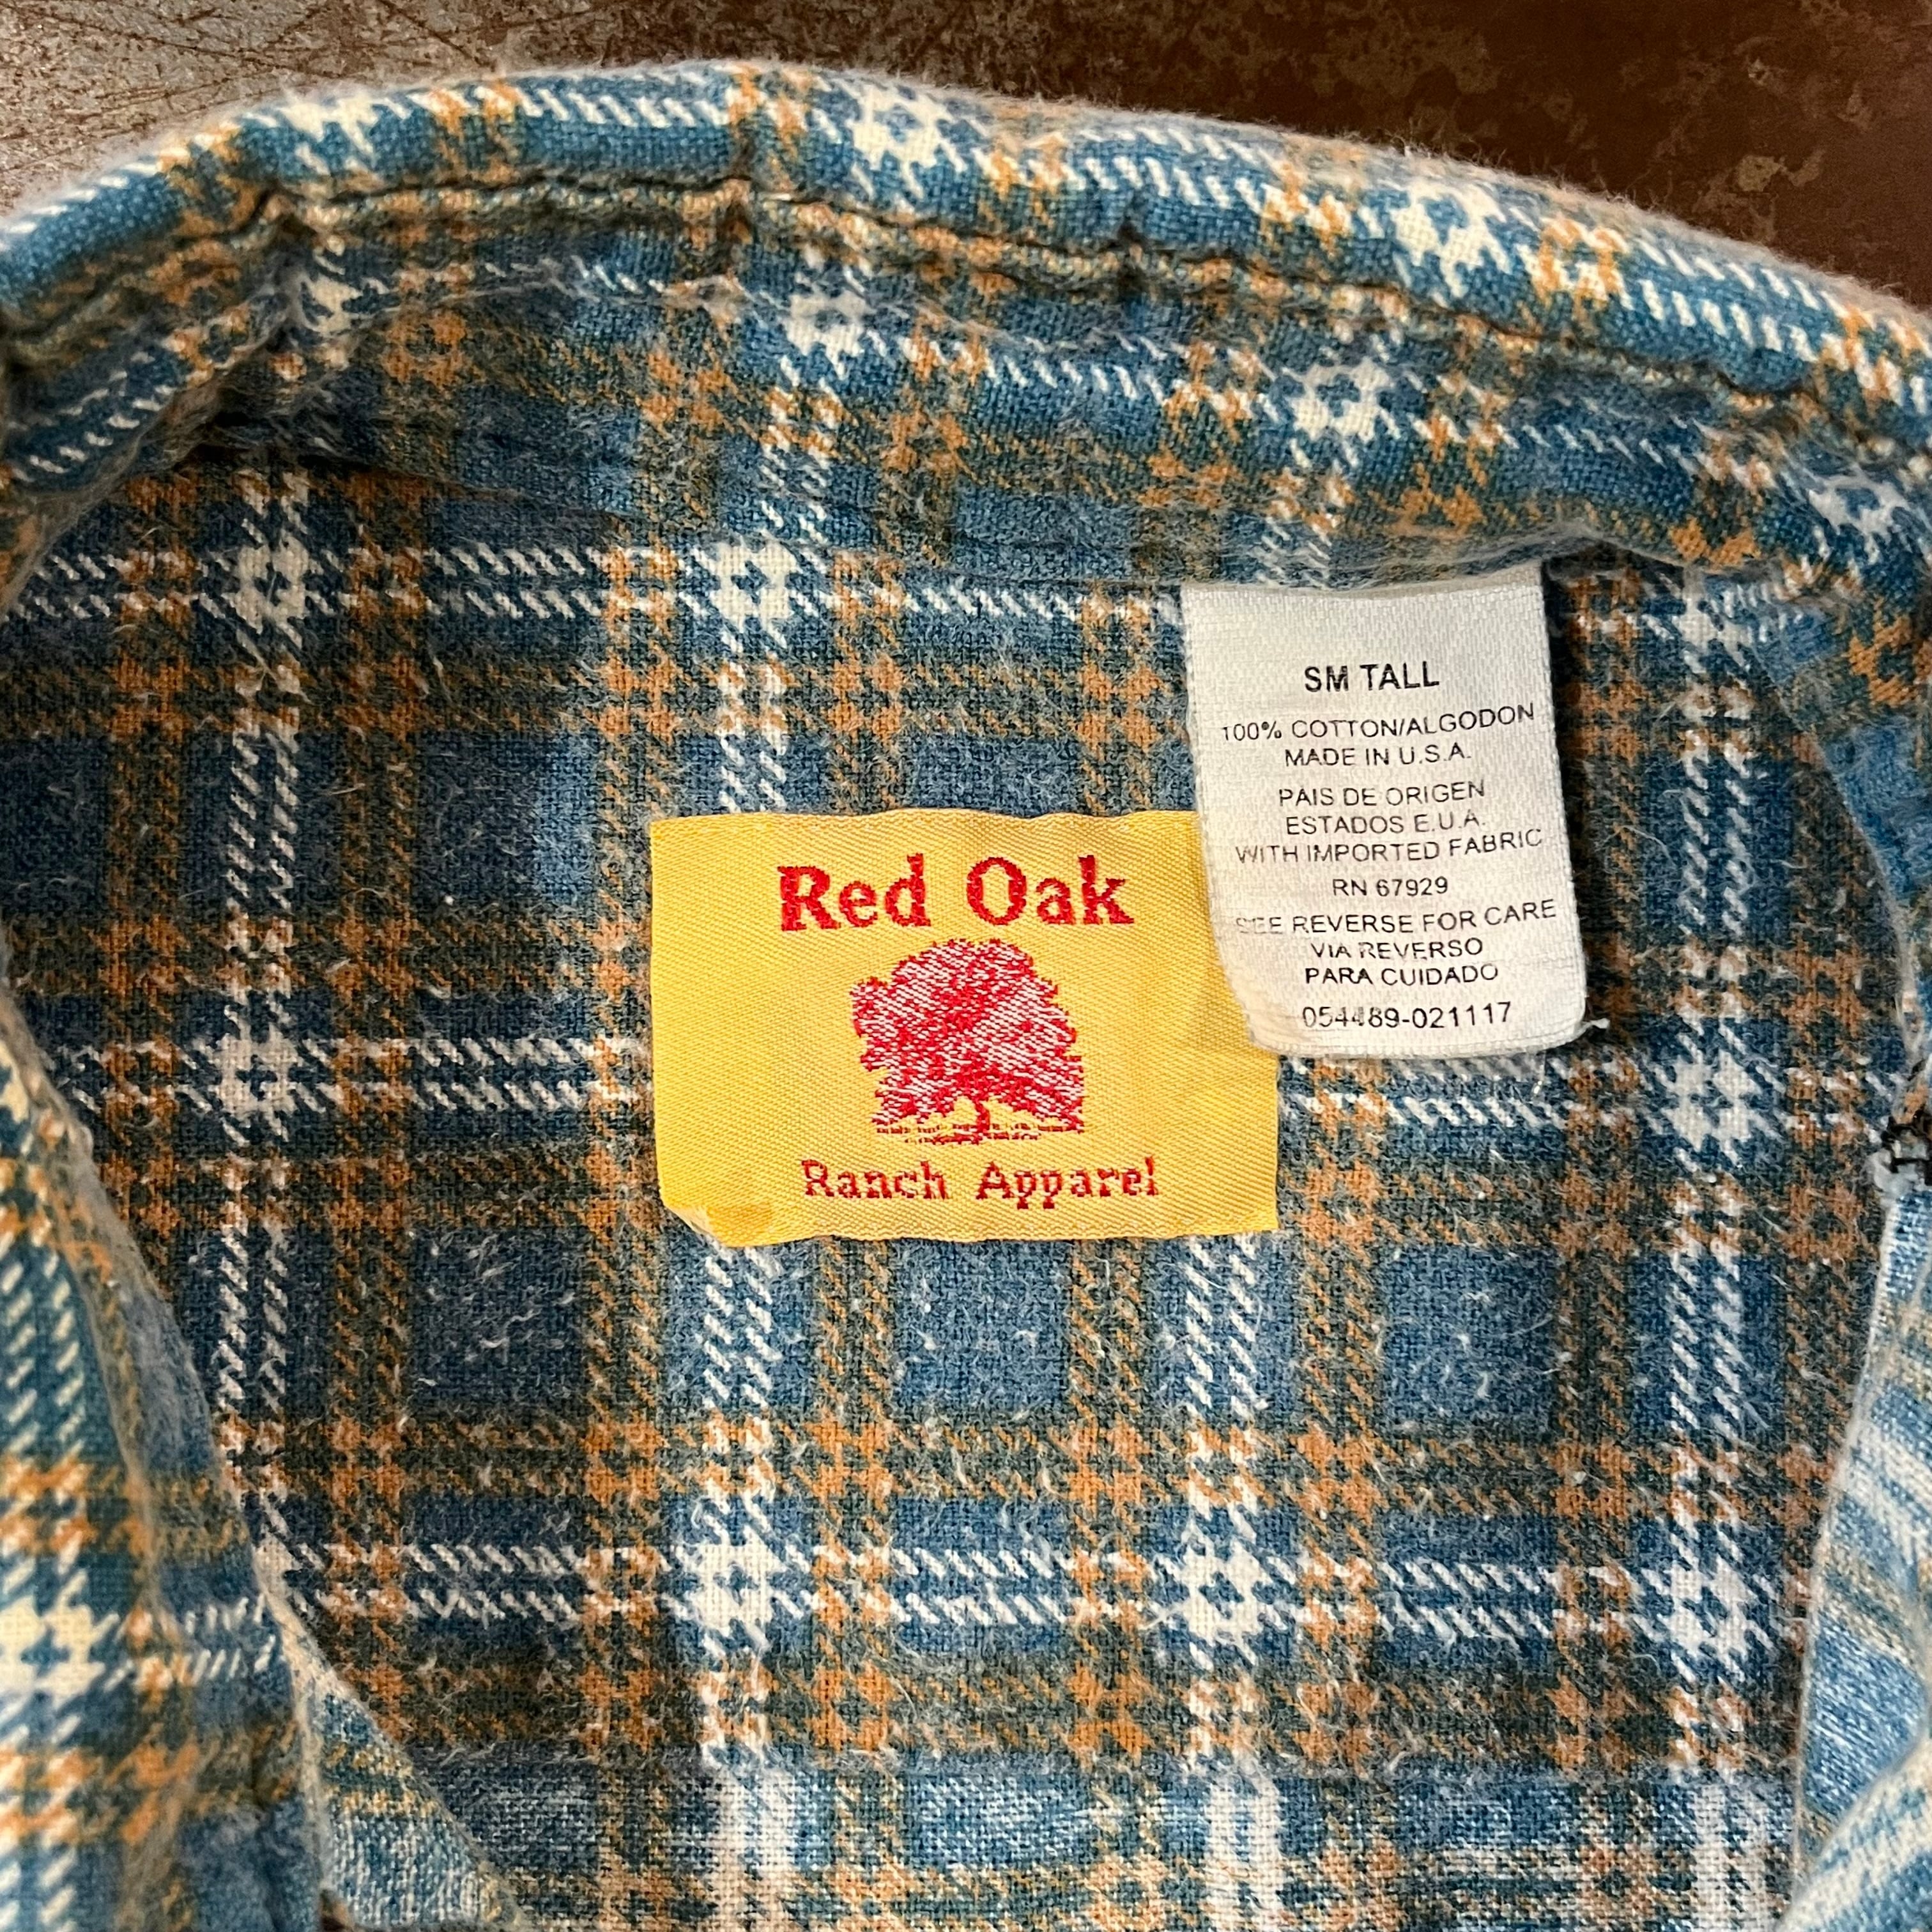 Red Oak
Ranch Apparel
SM TALL
100% COTTON/ALGODON
MADE IN U.S.A.
PAIS DE ORIGEN
ESTADOS E.U.A.
WITH IMPORTED FABRIC
RN 67929
SEE REVERSE FOR CARE
VIA REVERSO
PARA CUIDADO
054489-021117